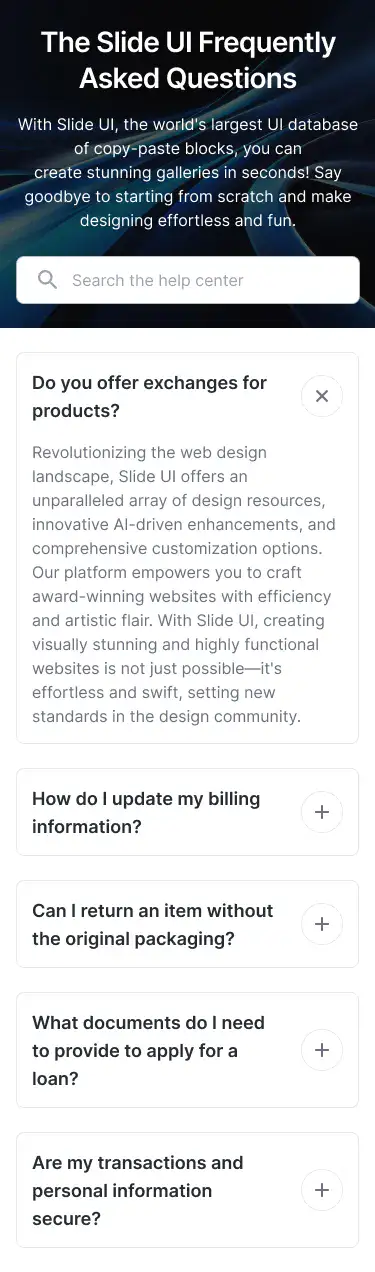 The Slide UI Frequently
Asked Questions
With Slide UI, the world's largest UI database
of copy-paste blocks, you can
create stunning galleries in seconds! Say
goodbye to starting from scratch and make
designing effortless and fun.
Search the help center
Do you offer exchanges for
products?
Revolutionizing the web design
landscape, Slide UI offers an
unparalleled array of design resources,
innovative AI-driven enhancements, and
comprehensive customization options.
Our platform empowers you to craft
award-winning websites with efficiency
and artistic flair. With Slide UI, creating
visually stunning and highly functional
websites is not just possible—it's
effortless and swift, setting new
standards in the design community.
How do I update my billing
information?
Can I return an item without
the original packaging?
What documents do I need
to provide to apply for a
loan?
Are my transactions and
personal information
secure?